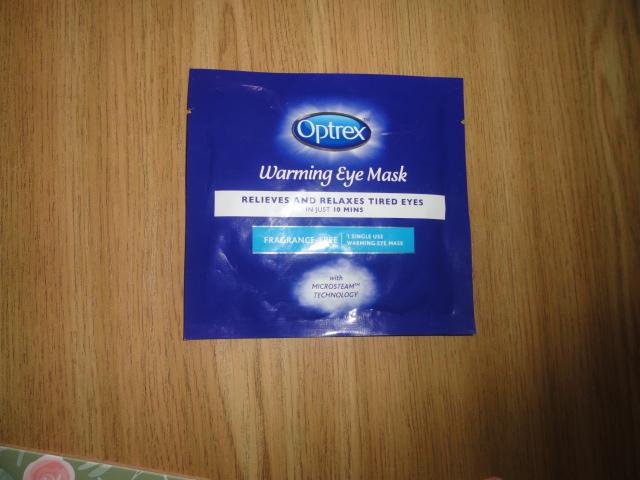 Optrex™
Warming Eye Mask
RELIEVES AND RELAXES TIRED EYES
IN JUST 10 MINS
FRAGRANCE-FREE
1 SINGLE USE
WARMING EYE MASK
with
MICROSTEAM™
TECHNOLOGY